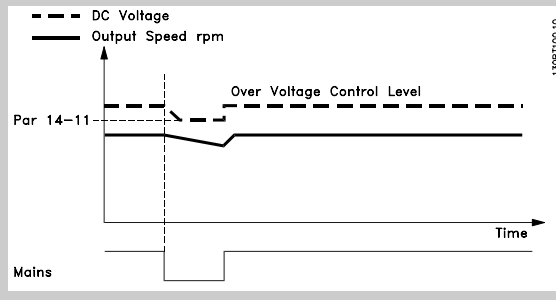 DC Voltage
Output Speed rpm
Over Voltage Control Level
Par 14-11
Time
Mains